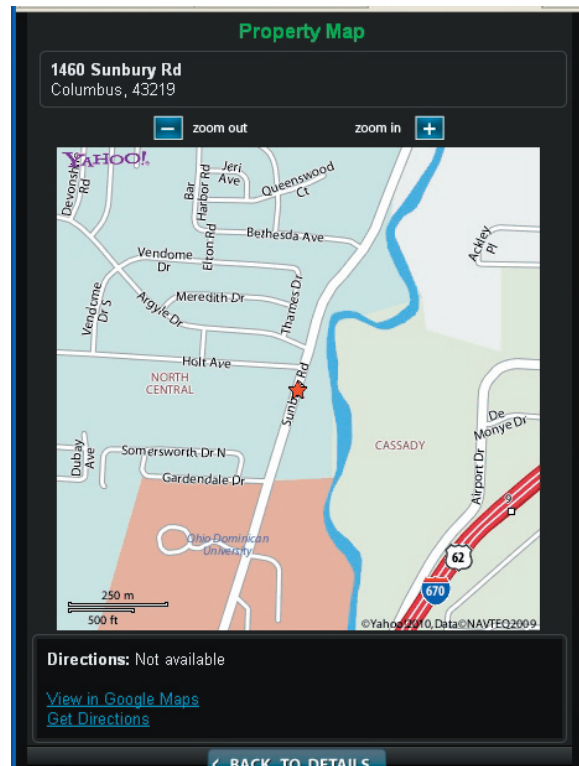 Property Map
1460 Sunbury Rd
Columbus, 43219
zoom out
zoom in
YAHOO!
Devonshire
Rd
Bar
Harbor Rd
Jeri
Ave
Queenswood
Ct
Bethesda Ave
Elton Rd
Ackley
Pl
Vendome
Dr
Vendome
Dr S
Argyle Dr
Meredith Dr
Thames Dr
Holt Ave
NORTH
CENTRAL
Sunbury Rd
CASSADY
De
Monye Dr
Airport Dr
Dubay
Ave
Somersworth Dr N
Gardendale Dr
Ohio Dominican
University
9
62
670
250 m
500 ft
©Yahoo!2010, Data©NAVTEQ2009
Directions: Not available
View in Google Maps
Get Directions
< BACK TO DETAILS